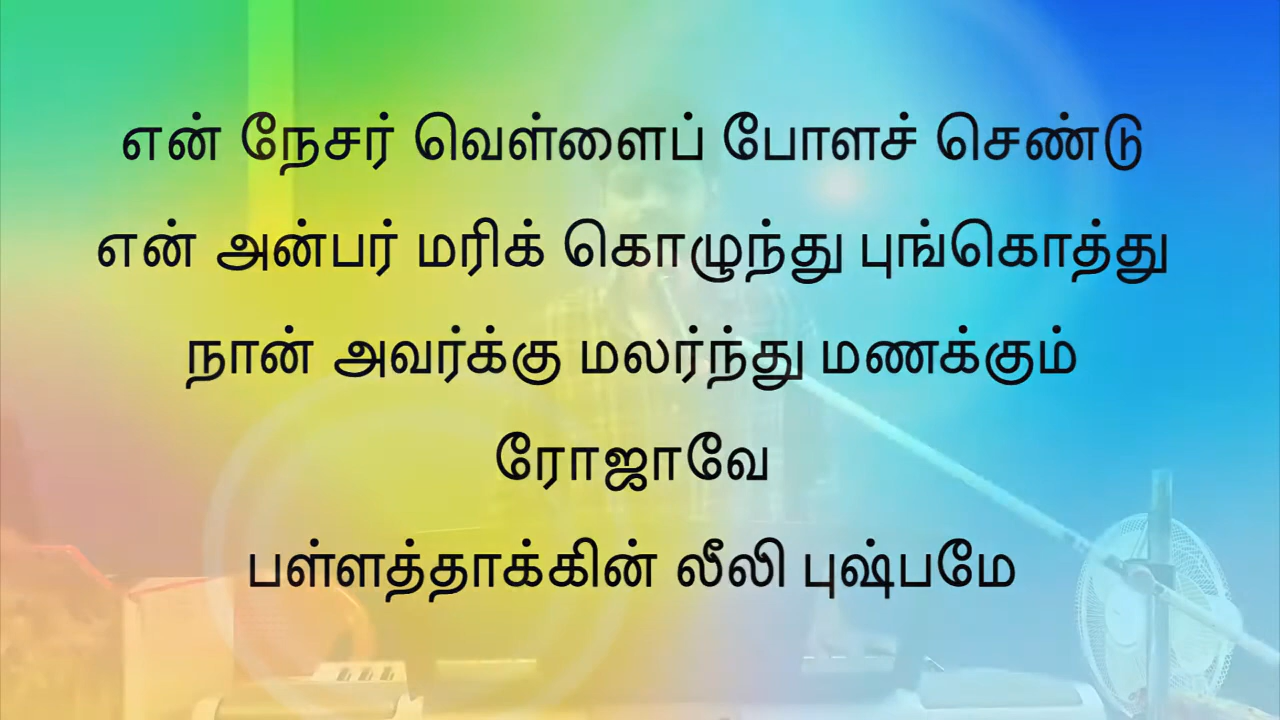 என் நேசர் வெள்ளைப் போளச் செண்டு
என் அன்பர் மரிக் கொழுந்து புங்கொத்து
நான் அவர்க்கு மலர்ந்து மணக்கும்
ரோஜாவே
பள்ளத்தாக்கின் லீலி புஷ்பமே